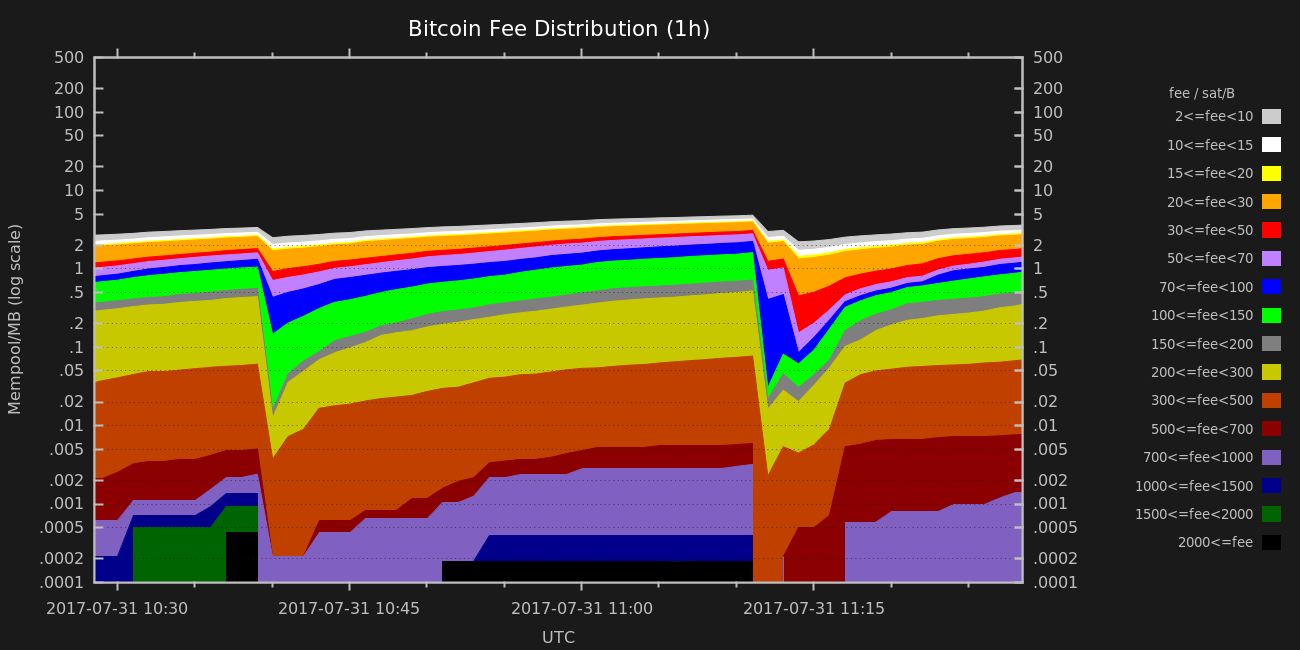 Bitcoin Fee Distribution (1h)
500
200
100
50
20
10
5
2
1
.5
.2
.1
.05
.02
.01
.005
.002
.001
.0005
.0002
.0001
Mempool/MB (log scale)
500
200
100
50
20
10
5
2
1
.5
.2
.1
.05
.02
.01
.005
.002
.001
.0005
.0002
.0001
2017-07-31 10:30
2017-07-31 10:45
2017-07-31 11:00
2017-07-31 11:15
UTC
fee / sat/B
2<=fee<10
10<=fee<15
15<=fee<20
20<=fee<30
30<=fee<50
50<=fee<70
70<=fee<100
100<=fee<150
150<=fee<200
200<=fee<300
300<=fee<500
500<=fee<700
700<=fee<1000
1000<=fee<1500
1500<=fee<2000
2000<=fee